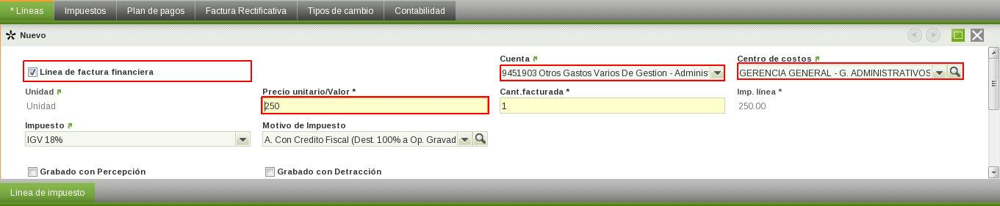 * Líneas Impuestos Plan de pagos Factura Rectificativa Tipos de cambio Contabilidad
Nuevo
Línea de factura financiera
Cuenta
9451903 Otros Gastos Varios De Gestion - Adminis
Centro de costos
GERENCIA GENERAL - G. ADMINISTRATIVOS
Unidad
Unidad
Precio unitario/Valor *
250
Cant.facturada *
1
Imp. línea *
250.00
Impuesto
IGV 18%
Motivo de Impuesto
A. Con Credito Fiscal (Dest. 100% a Op. Gravad
Grabado con Percepción
Grabado con Detracción
Línea de impuesto